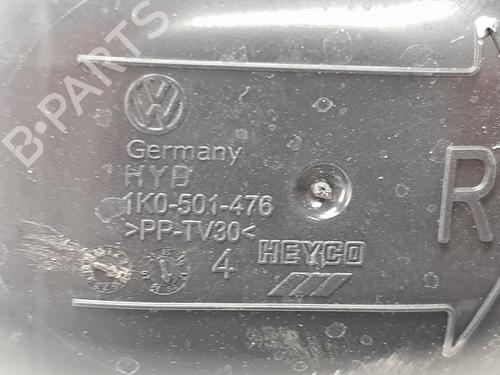 B-PARTS
Germany
HYB
R
1K0-501-476
>PP-TV30<
4
HEYCO